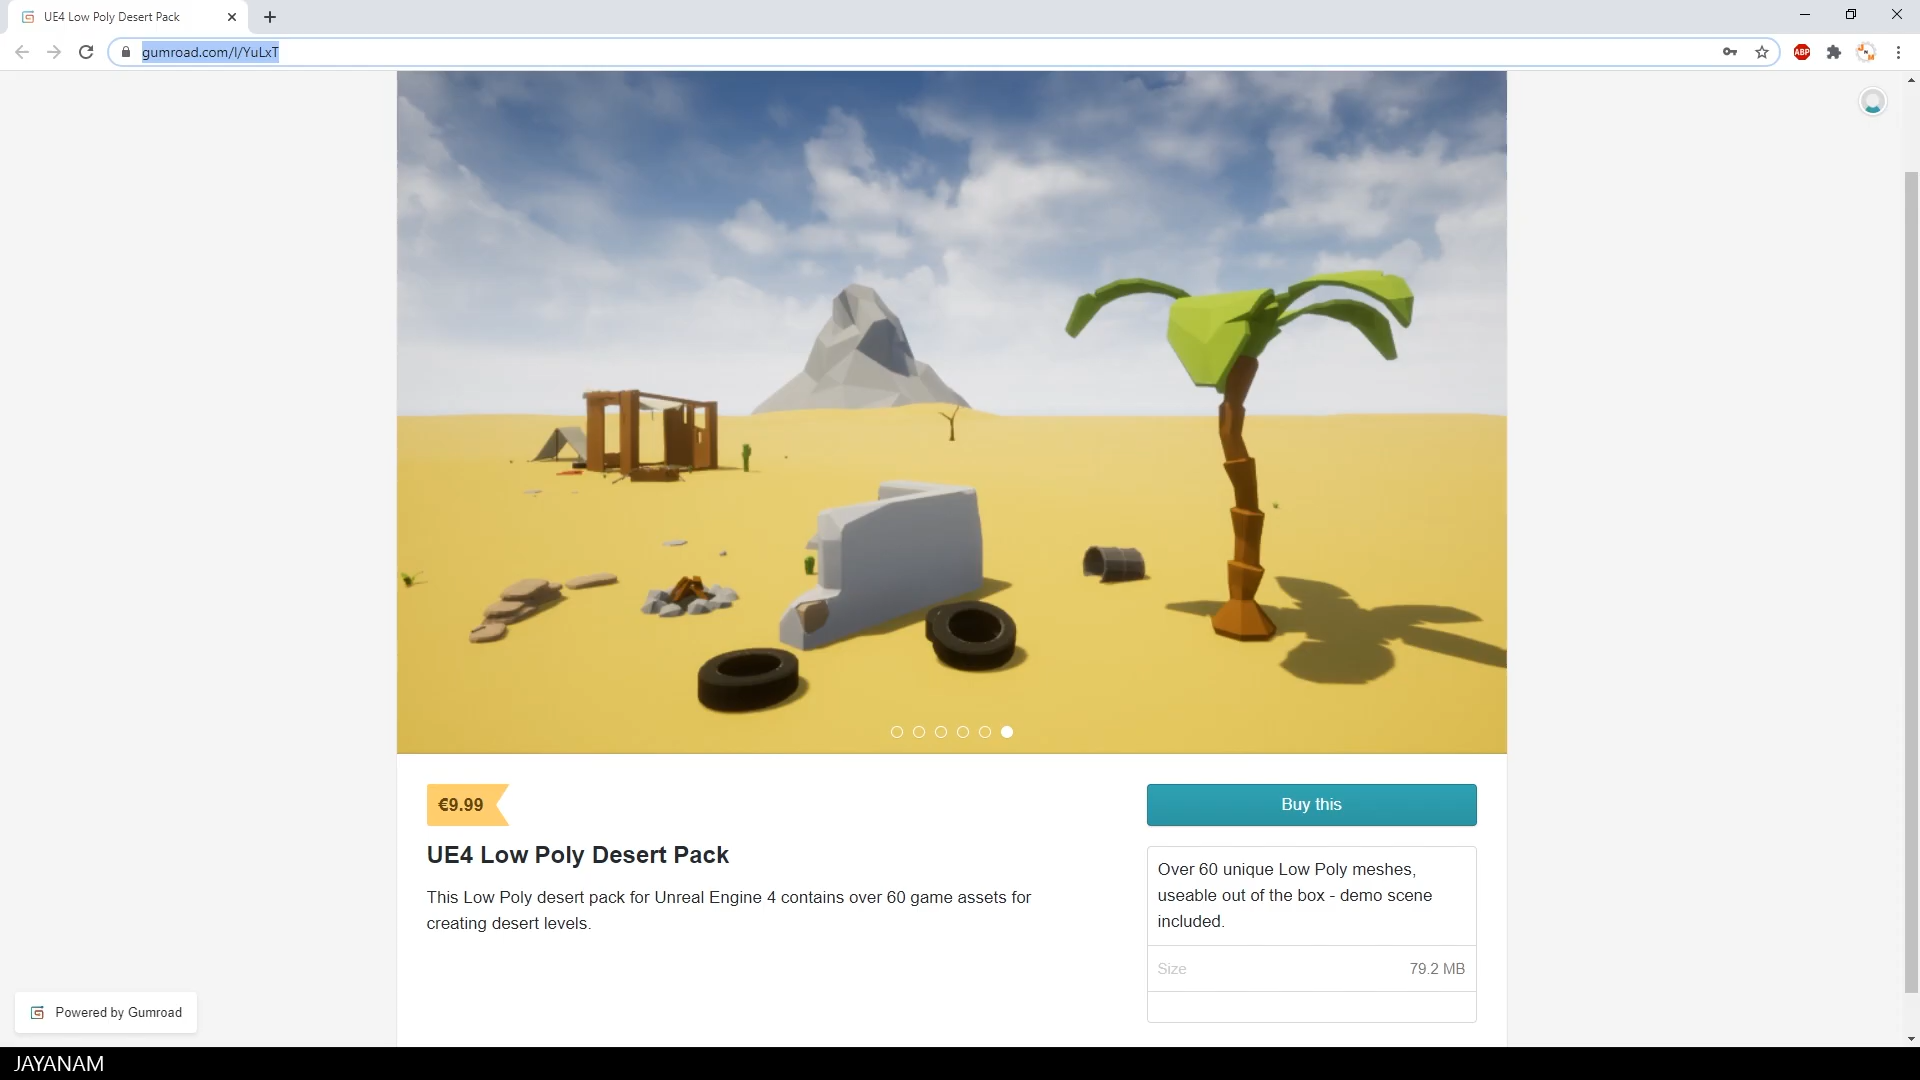 UE4 Low Poly Desert Pack
gumroad.com/l/YuLxT
ABP
€9.99
Buy this
UE4 Low Poly Desert Pack
This Low Poly desert pack for Unreal Engine 4 contains over 60 game assets for
creating desert levels.
Over 60 unique Low Poly meshes,
useable out of the box - demo scene
included.
Size 79.2 MB
Powered by Gumroad
JAYANAM